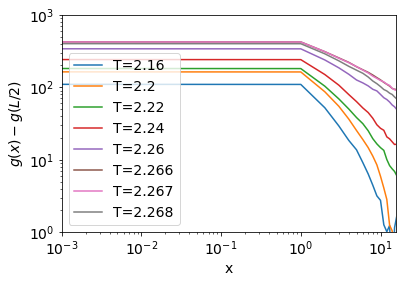 10³
10²
10¹
10⁰
g(x) − g(L/2)
T=2.16
T=2.2
T=2.22
T=2.24
T=2.26
T=2.266
T=2.267
T=2.268
10⁻³ 10⁻² 10⁻¹ 10⁰ 10¹
x